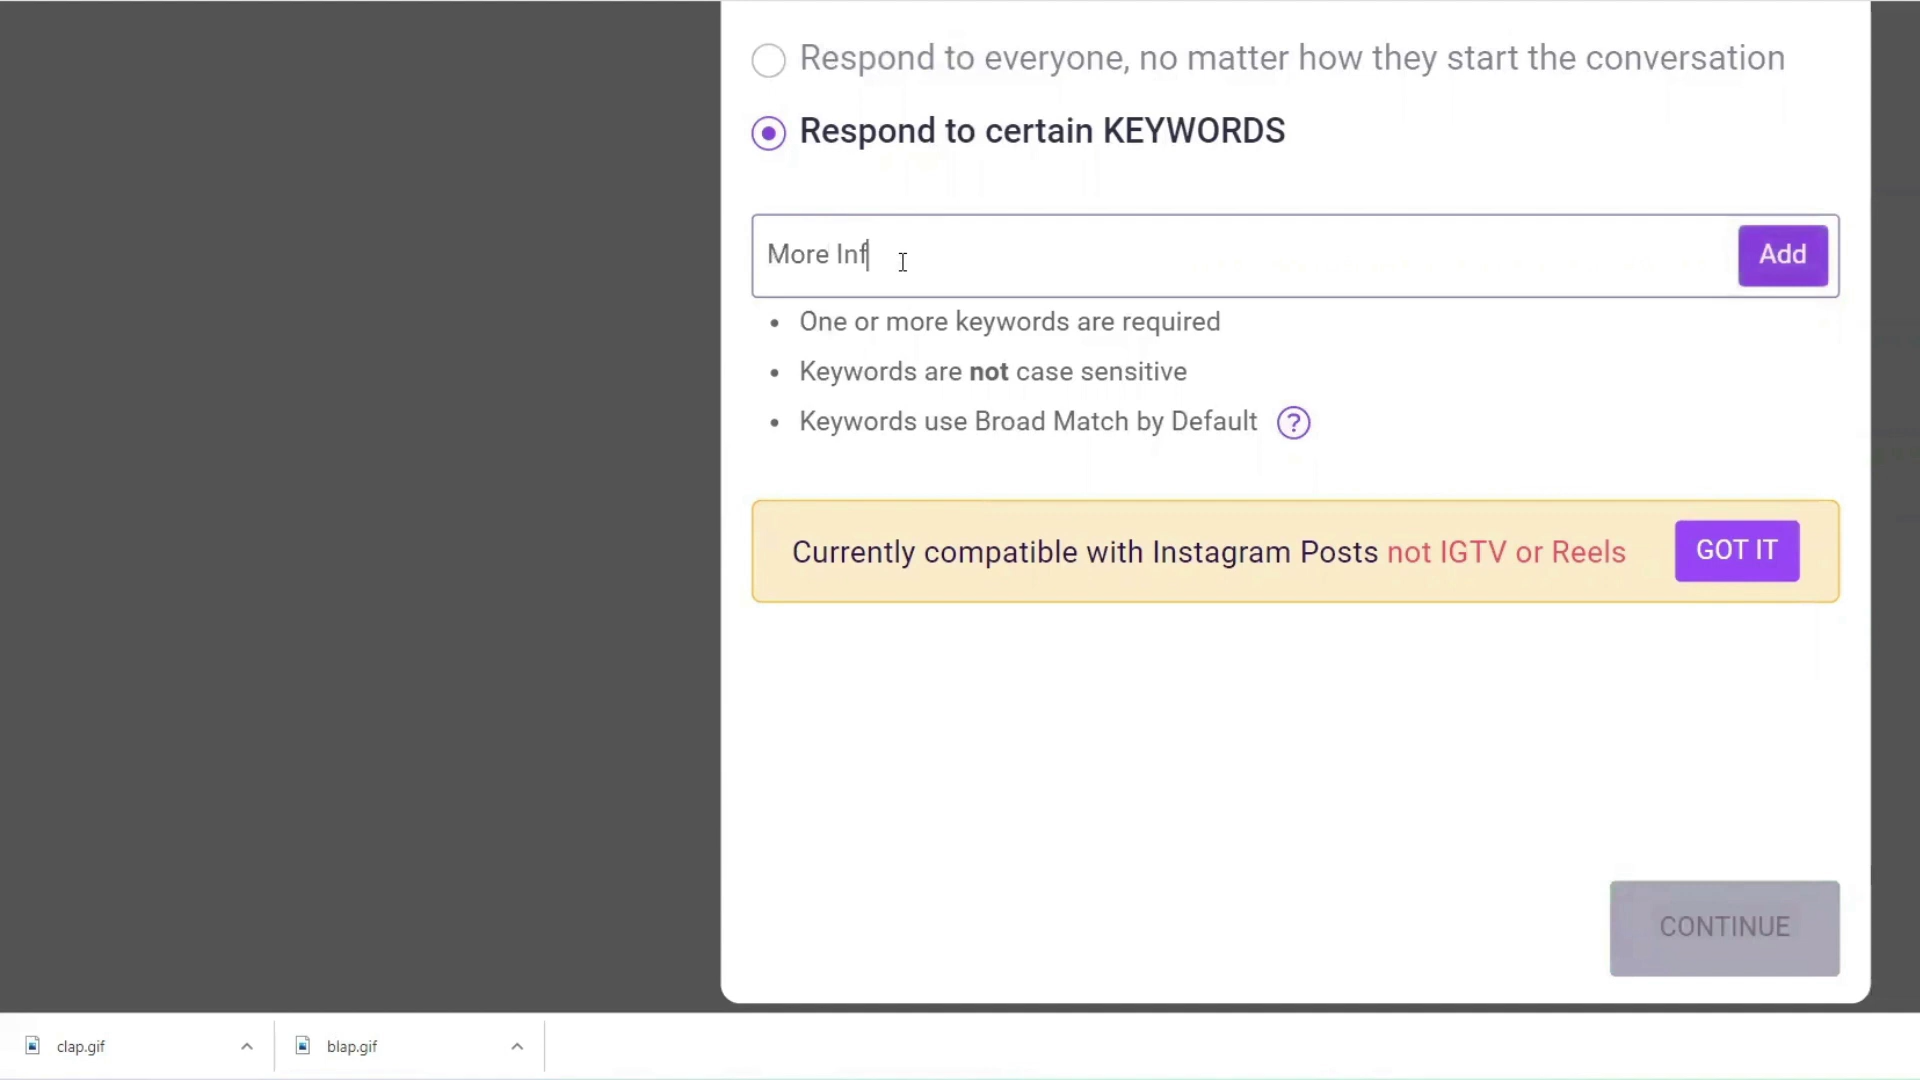 Respond to everyone, no matter how they start the conversation
Respond to certain KEYWORDS
More Inf
Add
One or more keywords are required
Keywords are not case sensitive
Keywords use Broad Match by Default ?
Currently compatible with Instagram Posts not IGTV or Reels
GOT IT
CONTINUE
clap.gif
blap.gif